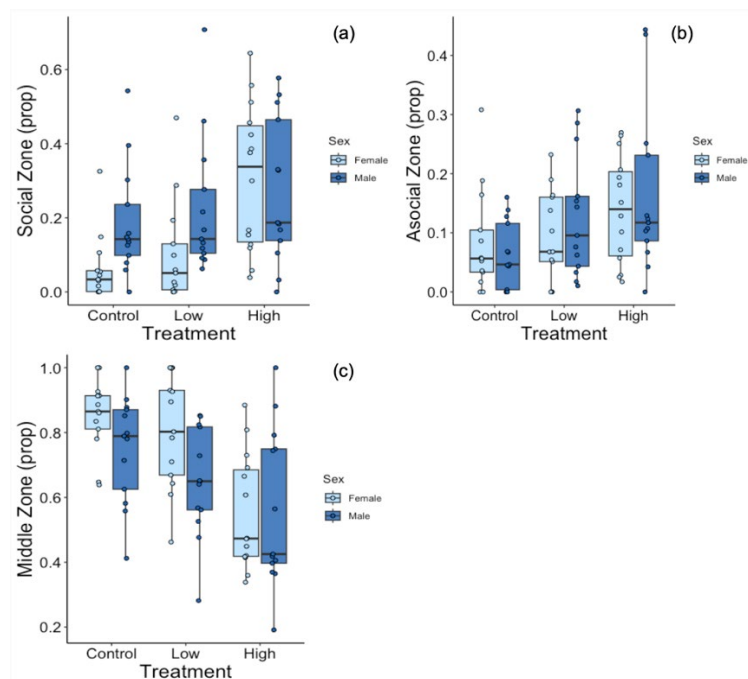 (a)
Social Zone (prop)
0.6
0.4
0.2
0.0
Control Low High
Treatment
Sex
Female
Male
(b)
Asocial Zone (prop)
0.4
0.3
0.2
0.1
0.0
Control Low High
Treatment
Sex
Female
Male
(c)
Middle Zone (prop)
1.0
0.8
0.6
0.4
0.2
Control Low High
Treatment
Sex
Female
Male